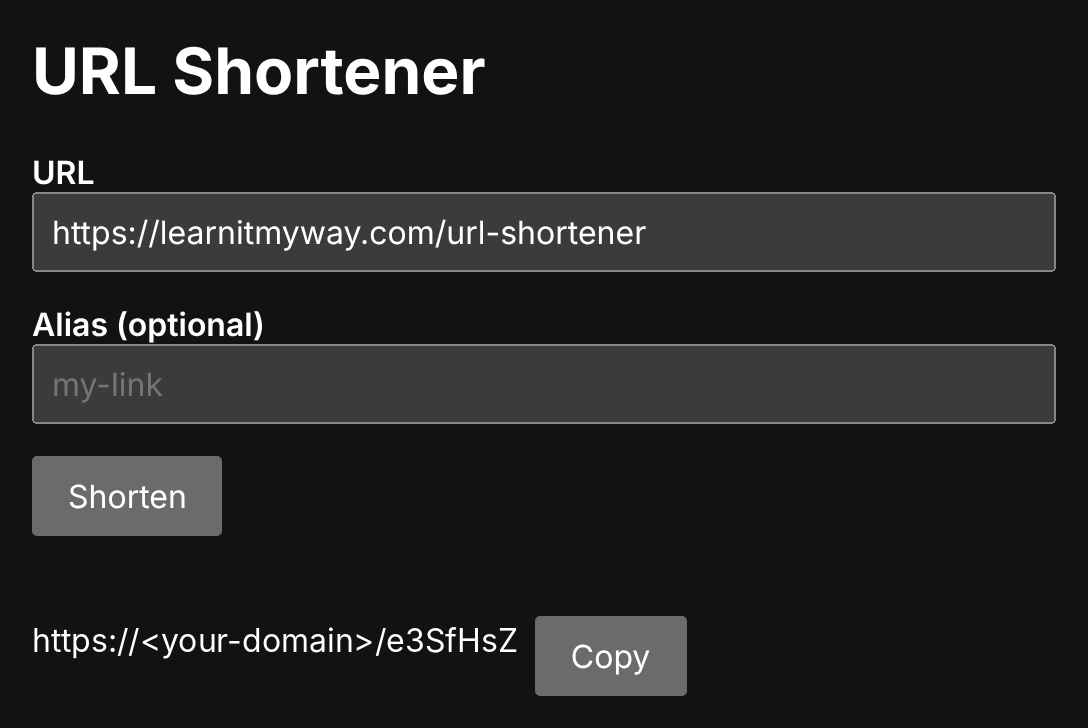 URL Shortener
URL
https://learnitmyway.com/url-shortener
Alias (optional)
my-link
Shorten
https://<your-domain>/e3SfHsZ Copy